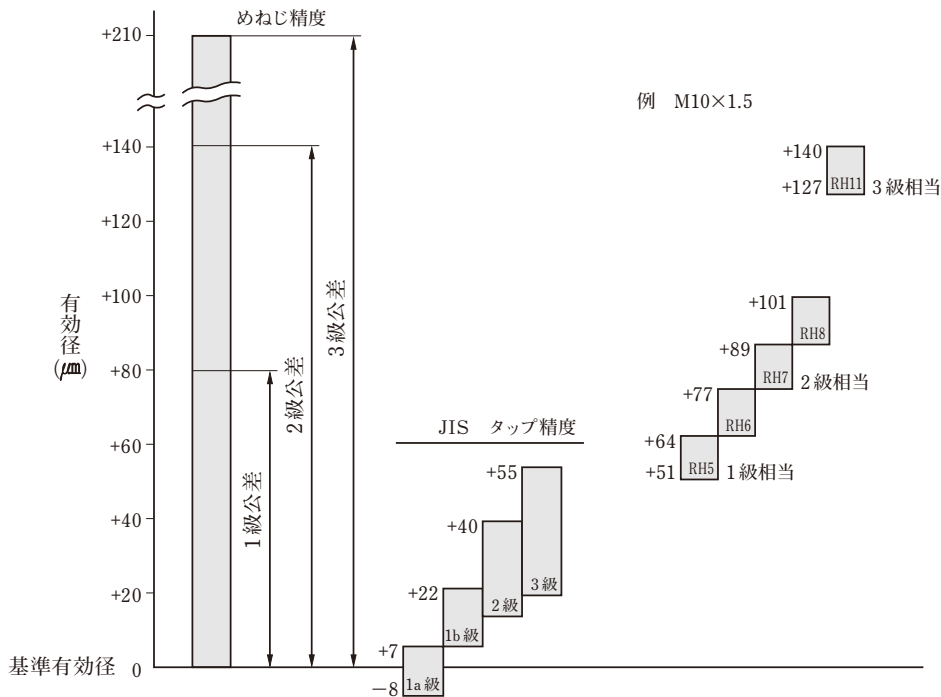 めねじ精度
+210
例　M10×1.5
+140
+120
+100
+80
+60
+40
+20
0
基準有効径
有効径
(μm)
1級公差
2級公差
3級公差
JIS　タップ精度
+55
+40
+22
+7
−8
1a級
1b級
2級
3級
+140
+127
RH11
3級相当
+101
RH8
+89
RH7
2級相当
+77
RH6
+64
+51
RH5
1級相当